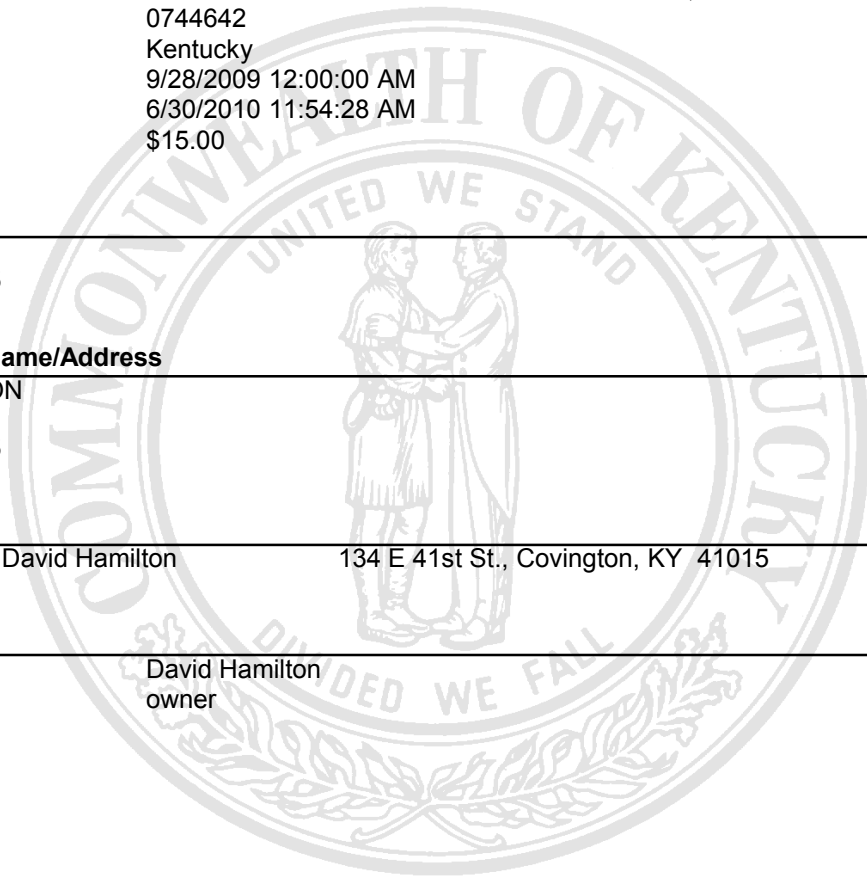 0744642
Kentucky
9/28/2009 12:00:00 AM
6/30/2010 11:54:28 AM
$15.00
COMMONWEALTH OF KENTUCKY
UNITED WE STAND
ame/Address
ON
David Hamilton 134 E 41st St., Covington, KY 41015
DIVIDED WE FALL
David Hamilton
owner